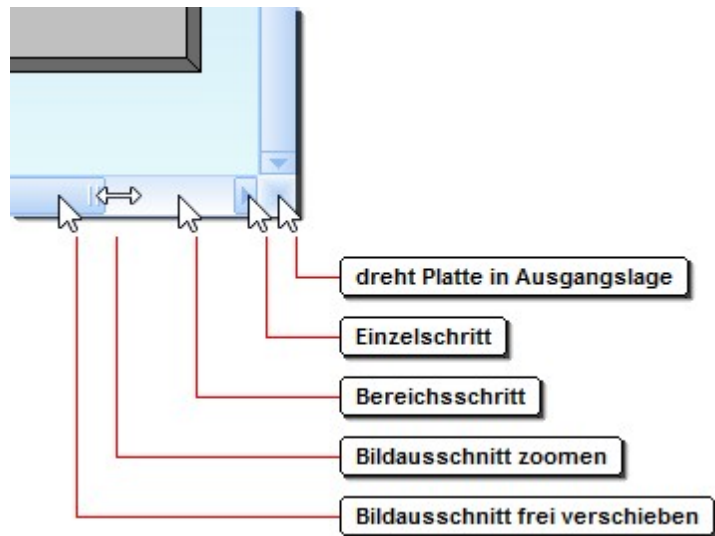 dreht Platte in Ausgangslage
Einzelschritt
Bereichsschritt
Bildausschnitt zoomen
Bildausschnitt frei verschieben